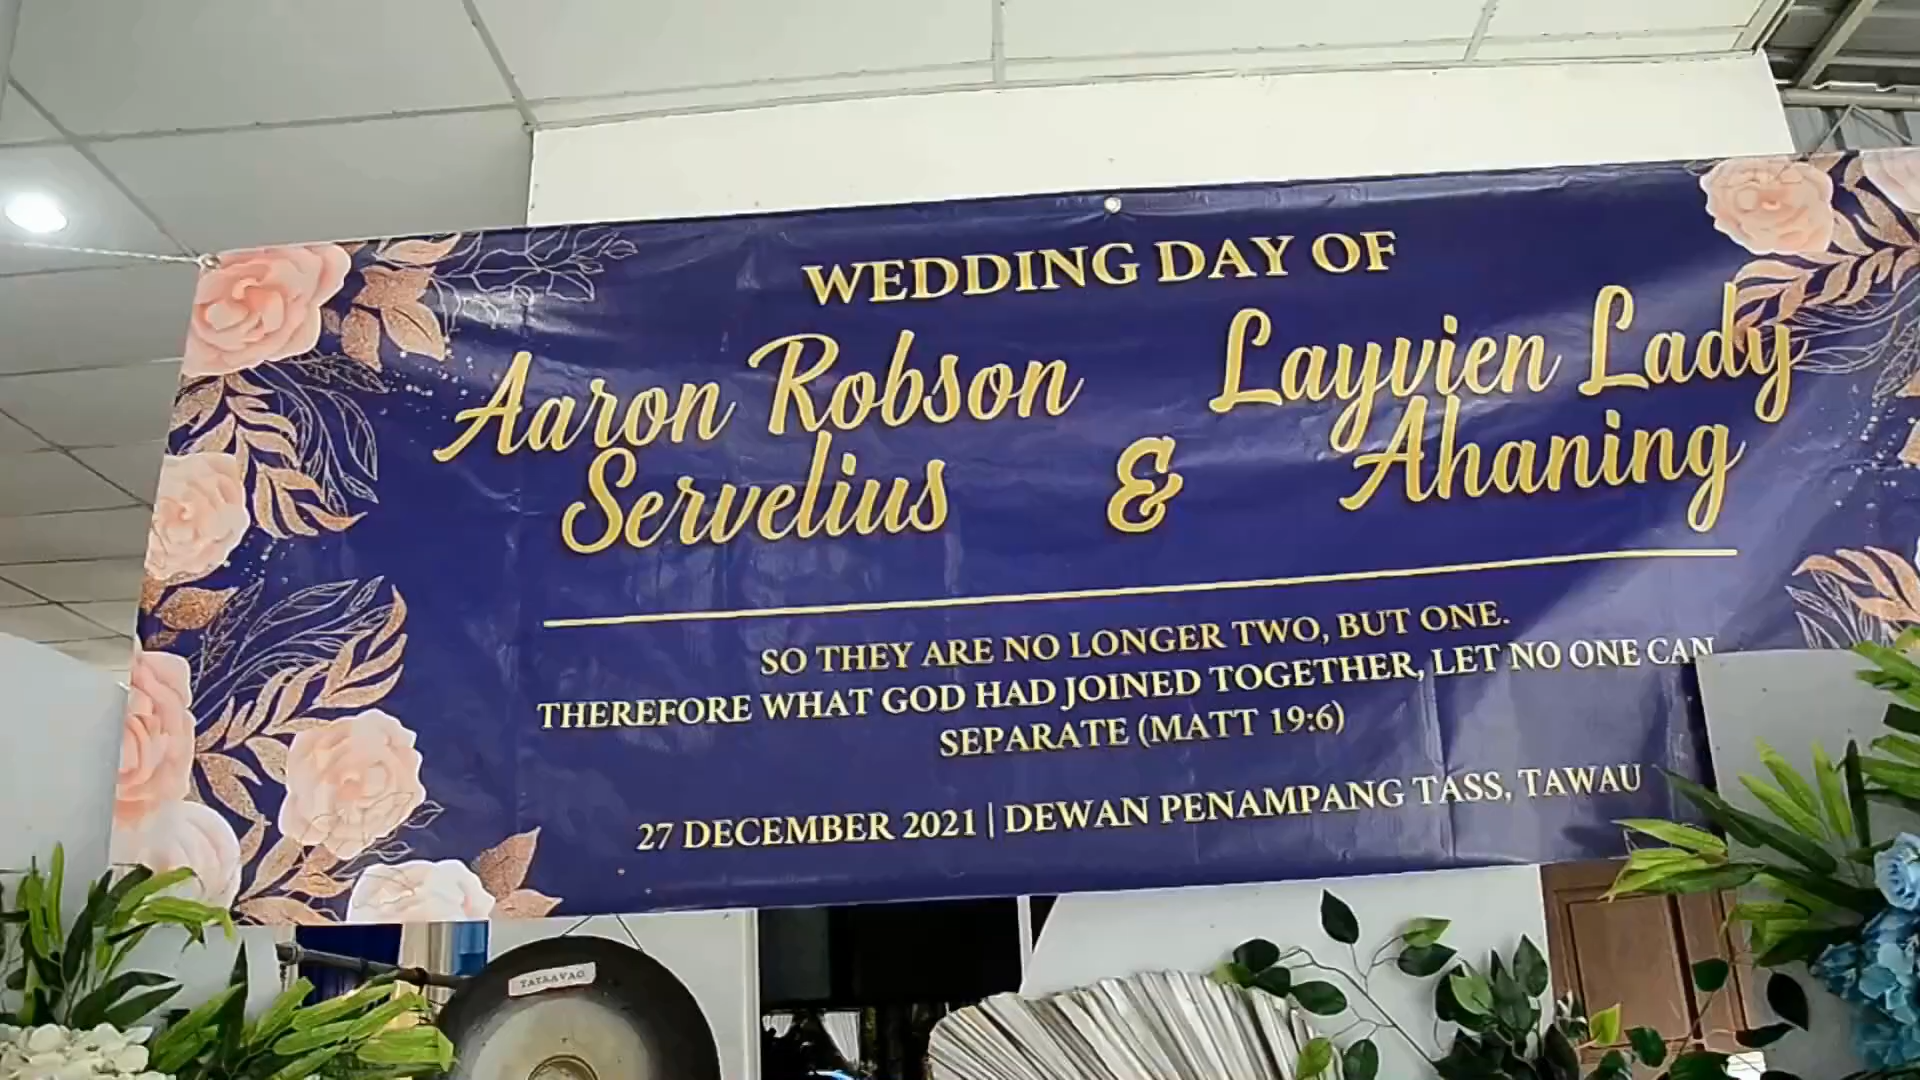 WEDDING DAY OF
Aaron Robson
Servelius
&
Layvien Lady
Ahaning
SO THEY ARE NO LONGER TWO, BUT ONE.
THEREFORE WHAT GOD HAD JOINED TOGETHER, LET NO ONE CAN
SEPARATE (MATT 19:6)
27 DECEMBER 2021 | DEWAN PENAMPANG TASS, TAWAU
TATAAVAG